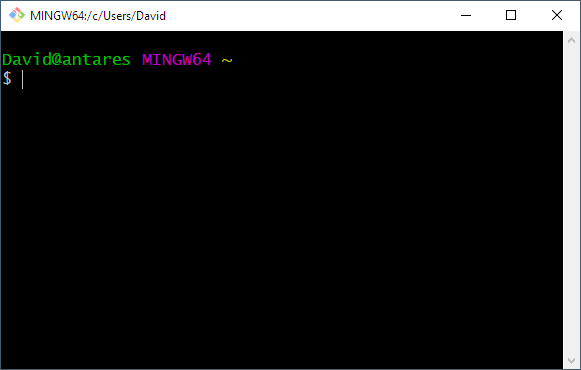 MINGW64:/c/Users/David
David@antares MINGW64 ~
$